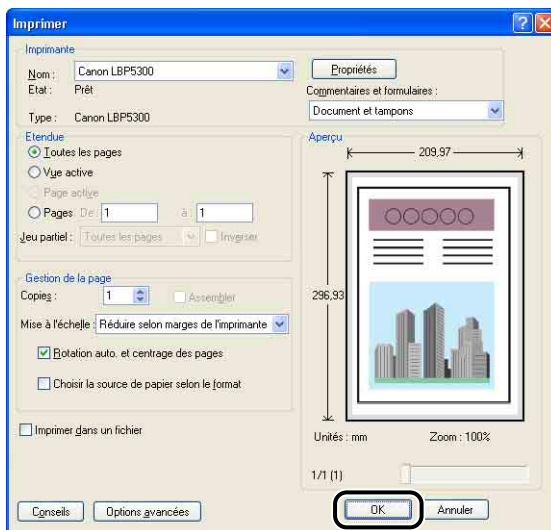 Imprimer
Imprimante
Nom : Canon LBP5300
Propriétés
Etat : Prêt
Commentaires et formulaires :
Type : Canon LBP5300
Document et tampons
Etendue
Toutes les pages
Vue active
Page active
Pages De : 1 à : 1
Jeu partiel : Toutes les pages Inverser
Gestion de la page
Copies : 1 Assembler
Mise à l'échelle : Réduire selon marges de l'imprimante
Rotation auto. et centrage des pages
Choisir la source de papier selon le format
Imprimer dans un fichier
Aperçu
209,97
296,93
Unités : mm Zoom : 100%
1/1 (1)
Conseils Options avancées OK Annuler